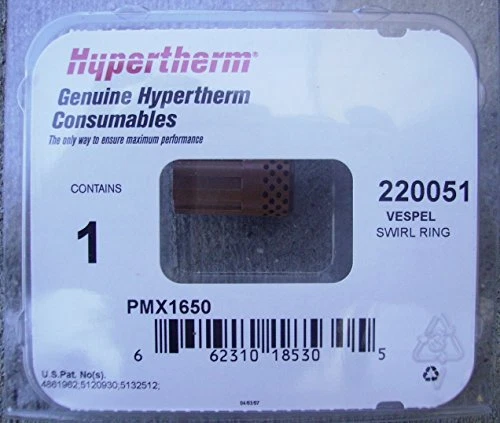 Hypertherm®
Genuine Hypertherm
Consumables
The only way to ensure maximum performance
CONTAINS
1
220051
VESPEL
SWIRL RING
PMX1650
6 62310 18530 5
U.S.Pat. No(s).
4861962;5120930;5132512;